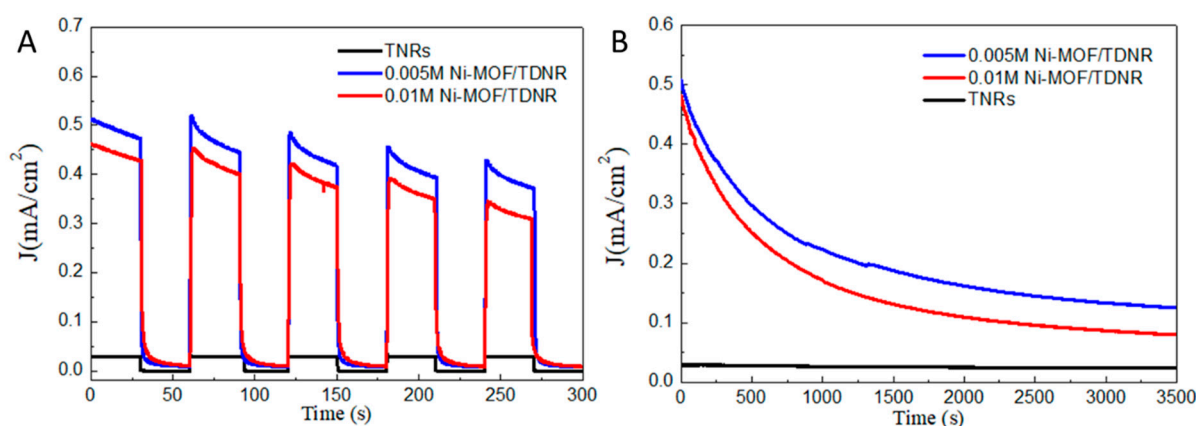 A
J(mA/cm²)
0.7
0.6
0.5
0.4
0.3
0.2
0.1
0.0
TNRs
0.005M Ni-MOF/TDNR
0.01M Ni-MOF/TDNR
0 50 100 150 200 250 300
Time (s)
B
J(mA/cm²)
0.6
0.5
0.4
0.3
0.2
0.1
0.0
0.005M Ni-MOF/TDNR
0.01M Ni-MOF/TDNR
TNRs
0 500 1000 1500 2000 2500 3000 3500
Time (s)